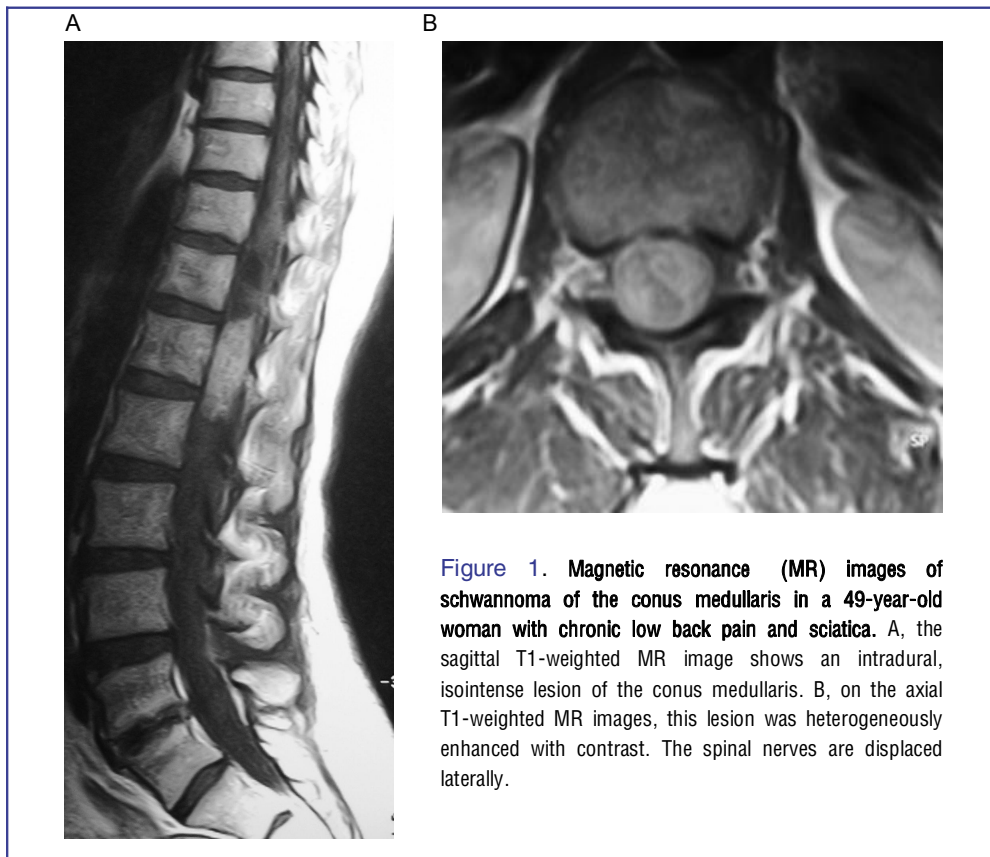 A
B
SP
Figure 1. Magnetic resonance (MR) images of
schwannoma of the conus medullaris in a 49-year-old
woman with chronic low back pain and sciatica. A, the
sagittal T1-weighted MR image shows an intradural,
isointense lesion of the conus medullaris. B, on the axial
T1-weighted MR images, this lesion was heterogeneously
enhanced with contrast. The spinal nerves are displaced
laterally.